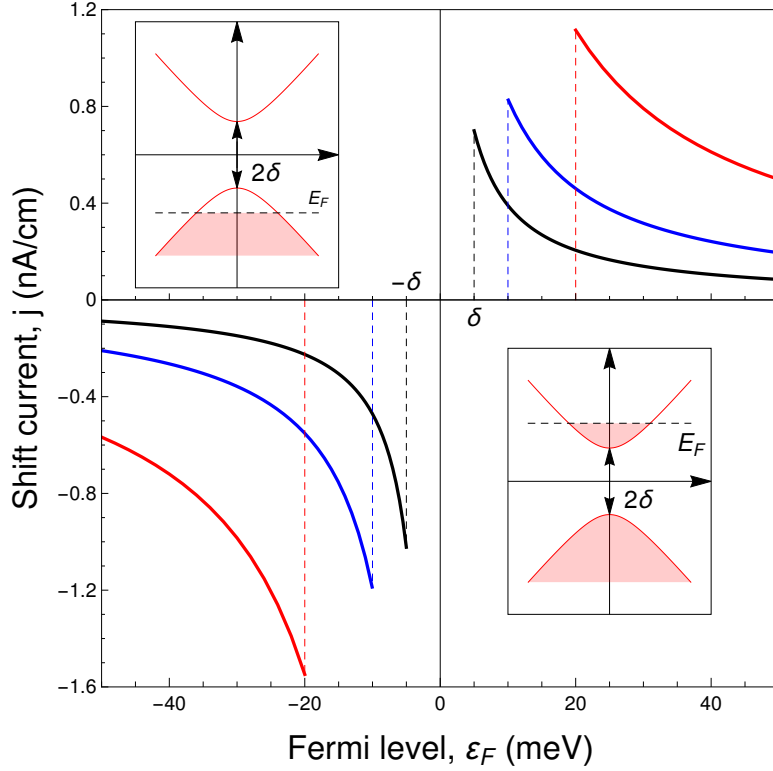 1.2
0.8
0.4
0
−0.4
−0.8
−1.2
−1.6
Shift current, j (nA/cm)
2δ
E_F
−δ
δ
E_F
2δ
−40
−20
0
20
40
Fermi level, ε_F (meV)